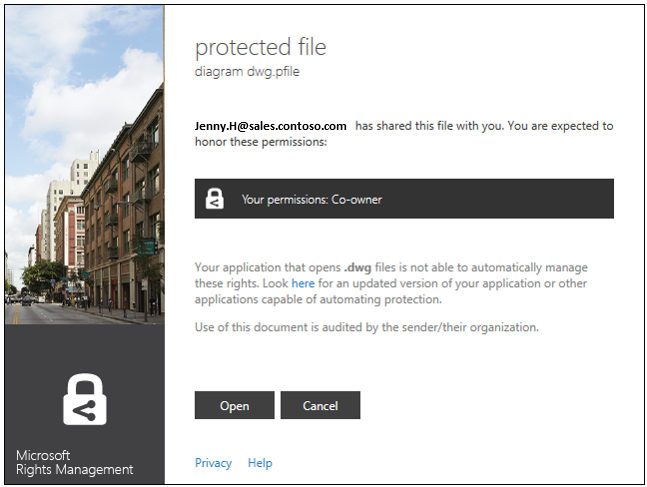 protected file
diagram dwg.pfile
Jenny.H@sales.contoso.com has shared this file with you. You are expected to
honor these permissions:
Your permissions: Co-owner
Your application that opens .dwg files is not able to automatically manage
these rights. Look here for an updated version of your application or other
applications capable of automating protection.
Use of this document is audited by the sender/their organization.
Open Cancel
Microsoft
Rights Management
Privacy Help